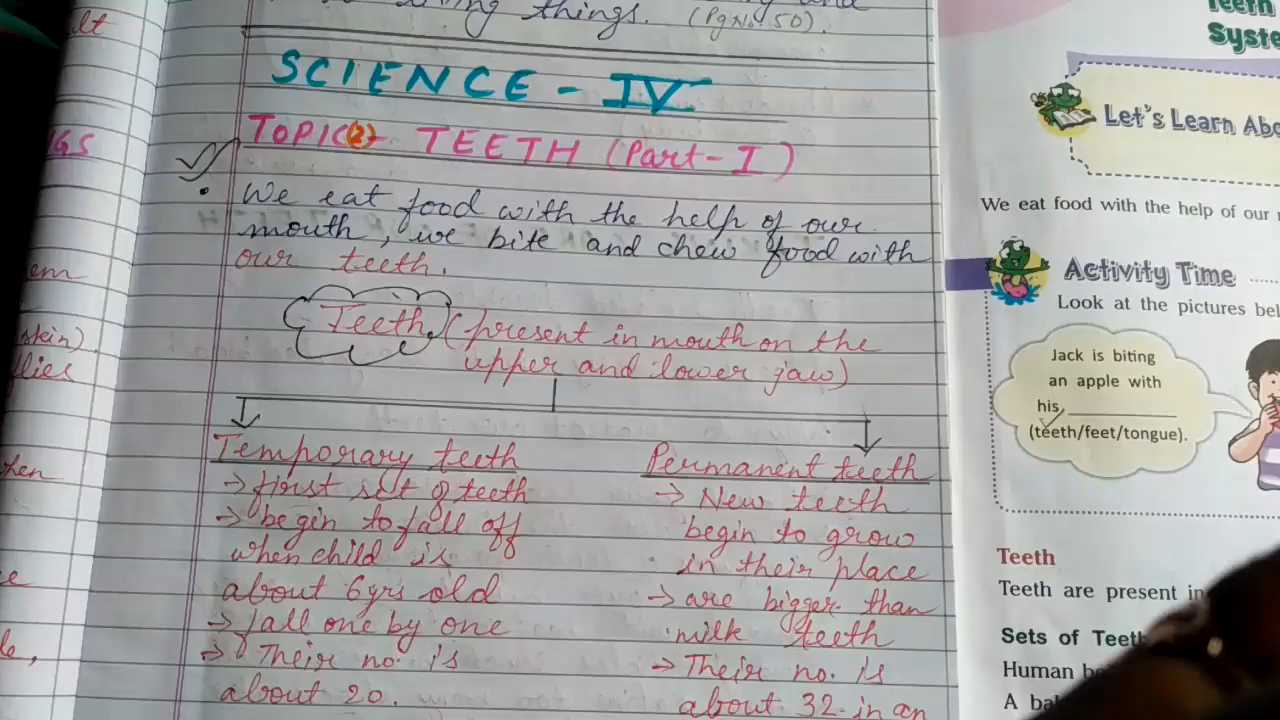 things. (Pg No. 50).
SCIENCE - IV
TOPIC(2) TEETH (Part-I)
• We eat food with the help of our
mouth, we bite and chew food with
our teeth.
Teeth (present in mouth on the
upper and lower jaw)
Temporary teeth
→ first set of teeth
→ begin to fall off
when child is
about 6yrs old
→ fall one by one
→ Their no. is
about 20.
Permanent teeth
→ New teeth
begin to grow
in their place
→ are bigger than
milk teeth
→ Their no. is
about 32 in an
Teeth
Syste
Let's Learn Abo
We eat food with the help of our
Activity Time
Look at the pictures bel
Jack is biting
an apple with
his, ____________
(teeth/feet/tongue).
Teeth
Teeth are present in
Sets of Teeth
Human be
A bab